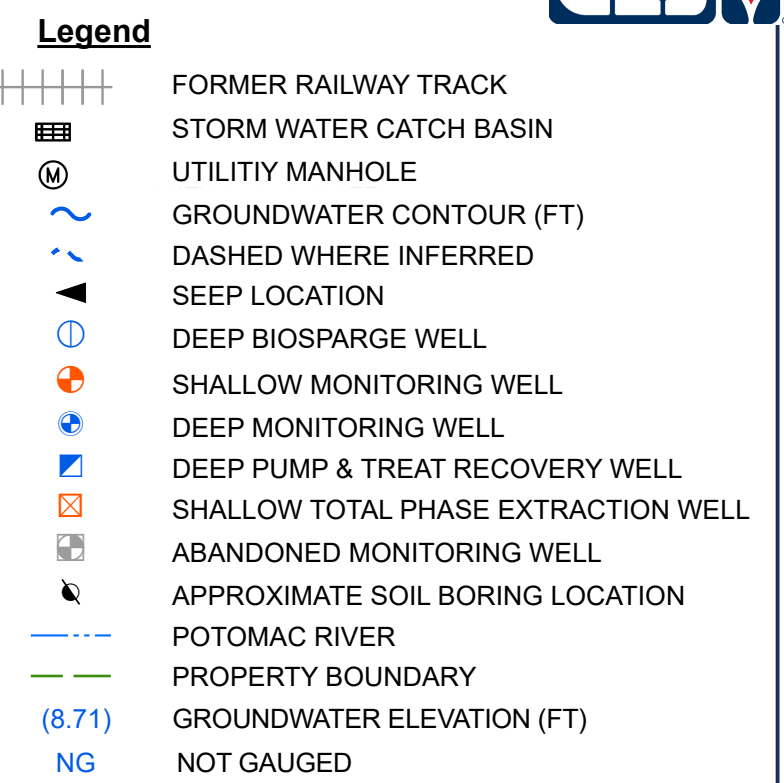 Legend
FORMER RAILWAY TRACK
STORM WATER CATCH BASIN
M UTILITIY MANHOLE
GROUNDWATER CONTOUR (FT)
DASHED WHERE INFERRED
SEEP LOCATION
DEEP BIOSPARGE WELL
SHALLOW MONITORING WELL
DEEP MONITORING WELL
DEEP PUMP & TREAT RECOVERY WELL
SHALLOW TOTAL PHASE EXTRACTION WELL
ABANDONED MONITORING WELL
APPROXIMATE SOIL BORING LOCATION
POTOMAC RIVER
PROPERTY BOUNDARY
(8.71) GROUNDWATER ELEVATION (FT)
NG NOT GAUGED